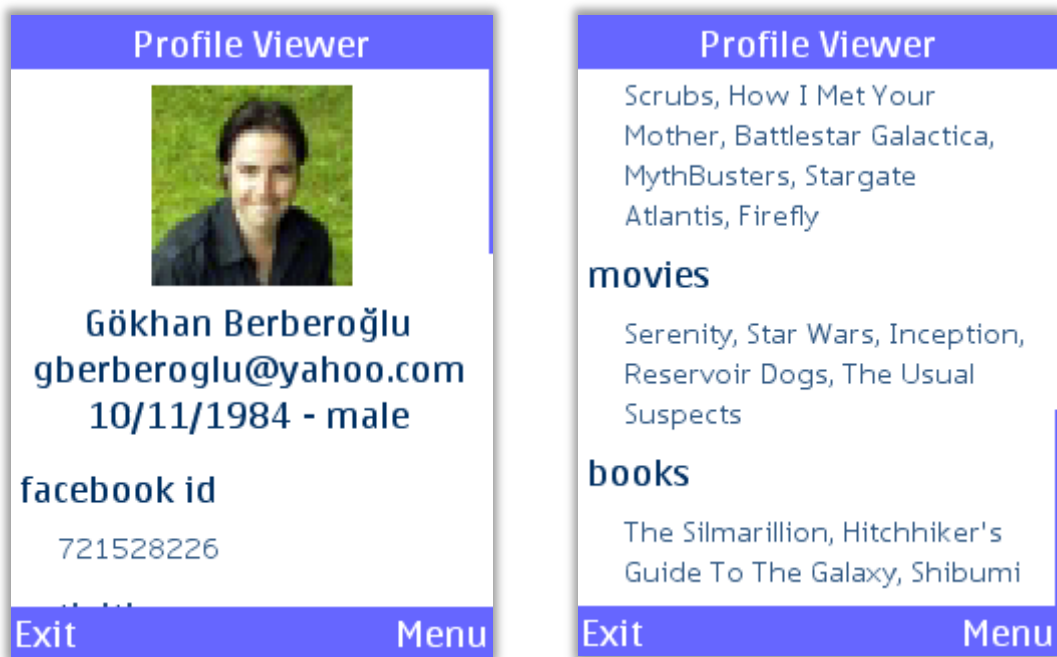 Profile Viewer
Gökhan Berberoğlu
gberberoglu@yahoo.com
10/11/1984 - male
facebook id
721528226
Exit Menu
Profile Viewer
Scrubs, How I Met Your
Mother, Battlestar Galactica,
MythBusters, Stargate
Atlantis, Firefly
movies
Serenity, Star Wars, Inception,
Reservoir Dogs, The Usual
Suspects
books
The Silmarillion, Hitchhiker's
Guide To The Galaxy, Shibumi
Exit Menu